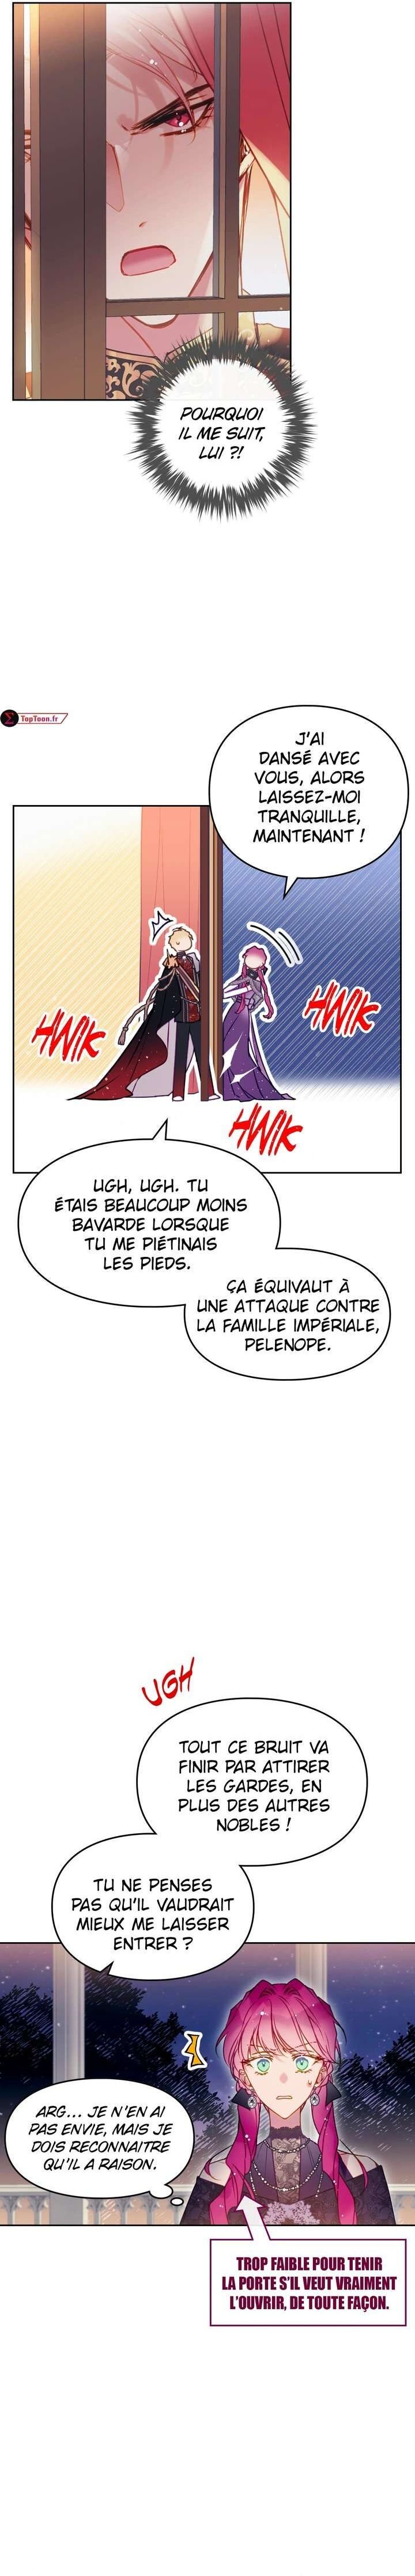 POURQUOI
IL ME SUIT,
LUI ?!
TopToon.fr
J'AI
DANSÉ AVEC
VOUS, ALORS
LAISSEZ-MOI
TRANQUILLE,
MAINTENANT !
HWIK
HWIK
HWIK
UGH, UGH. TU
ÉTAIS BEAUCOUP MOINS
BAVARDE LORSQUE
TU ME PIÉTINAIS
LES PIEDS.
ÇA ÉQUIVAUT À
UNE ATTAQUE CONTRE
LA FAMILLE IMPÉRIALE,
PELENOPE.
UGH
TOUT CE BRUIT VA
FINIR PAR ATTIRER
LES GARDES, EN
PLUS DES AUTRES
NOBLES !
TU NE PENSES
PAS QU'IL VAUDRAIT
MIEUX ME LAISSER
ENTRER ?
ARG... JE N'EN AI
PAS ENVIE, MAIS JE
DOIS RECONNAITRE
QU'IL A RAISON.
TROP FAIBLE POUR TENIR
LA PORTE S'IL VEUT VRAIMENT
L'OUVRIR, DE TOUTE FAÇON.